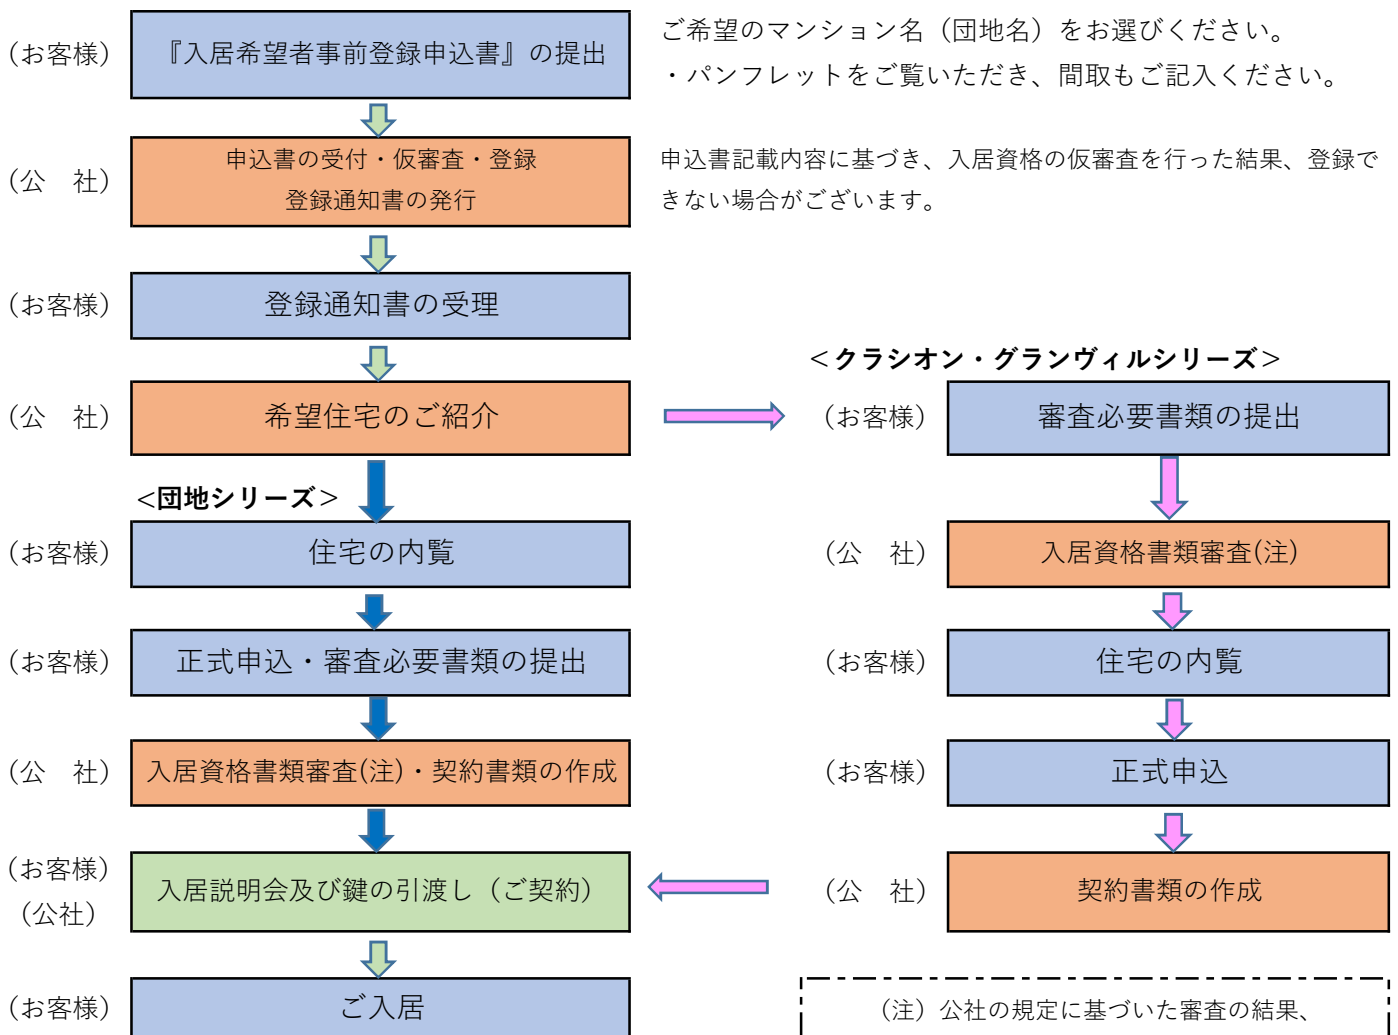 (お客様)
『入居希望者事前登録申込書』の提出
ご希望のマンション名（団地名）をお選びください。
・パンフレットをご覧いただき、間取もご記入ください。
(公　社)
申込書の受付・仮審査・登録
登録通知書の発行
申込書記載内容に基づき、入居資格の仮審査を行った結果、登録で
きない場合がございます。
(お客様)
登録通知書の受理
(公　社)
希望住宅のご紹介
＜団地シリーズ＞
(お客様)
住宅の内覧
(お客様)
正式申込・審査必要書類の提出
(公　社)
入居資格書類審査(注)・契約書類の作成
＜クラシオン・グランヴィルシリーズ＞
(お客様)
審査必要書類の提出
(公　社)
入居資格書類審査(注)
(お客様)
住宅の内覧
(お客様)
正式申込
(公　社)
契約書類の作成
(お客様)
(公社)
入居説明会及び鍵の引渡し（ご契約）
(お客様)
ご入居
（注）公社の規定に基づいた審査の結果、